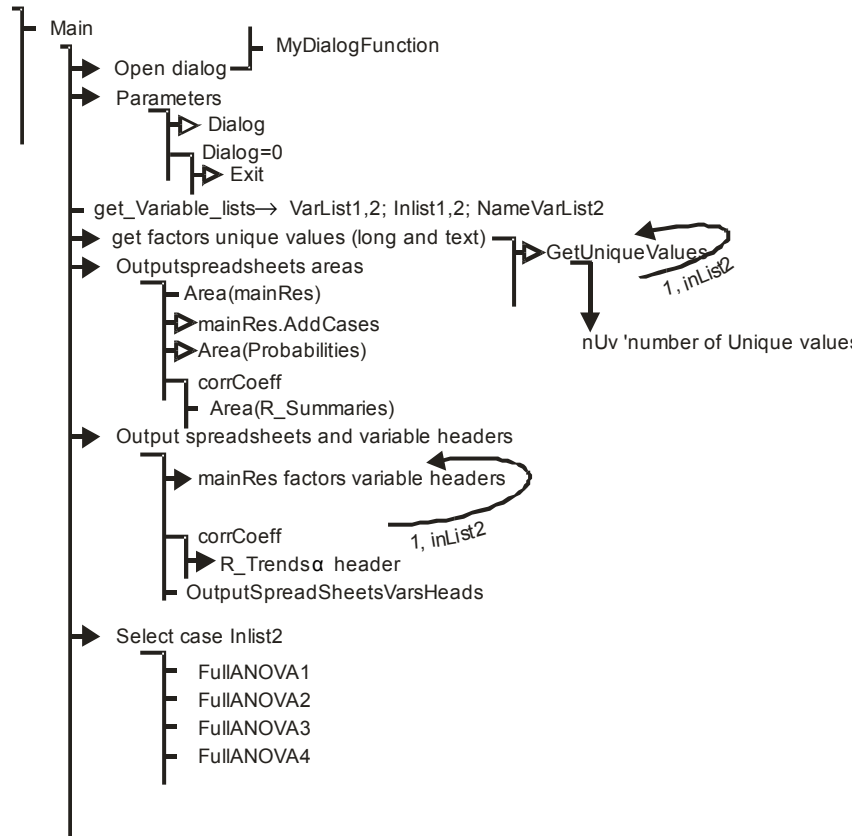 Main
MyDialogFunction
Open dialog
Parameters
Dialog
Dialog=0
Exit
get_Variable_lists→ VarList1,2; Inlist1,2; NameVarList2
get factors unique values (long and text)
GetUniqueValues
1, inList2
Outputspreadsheets areas
Area(mainRes)
mainRes.AddCases
Area(Probabilities)
nUv 'number of Unique values
corrCoeff
Area(R_Summaries)
Output spreadsheets and variable headers
mainRes factors variable headers
1, inList2
corrCoeff
R_Trendsα header
OutputSpreadSheetsVarsHeads
Select case Inlist2
FullANOVA1
FullANOVA2
FullANOVA3
FullANOVA4